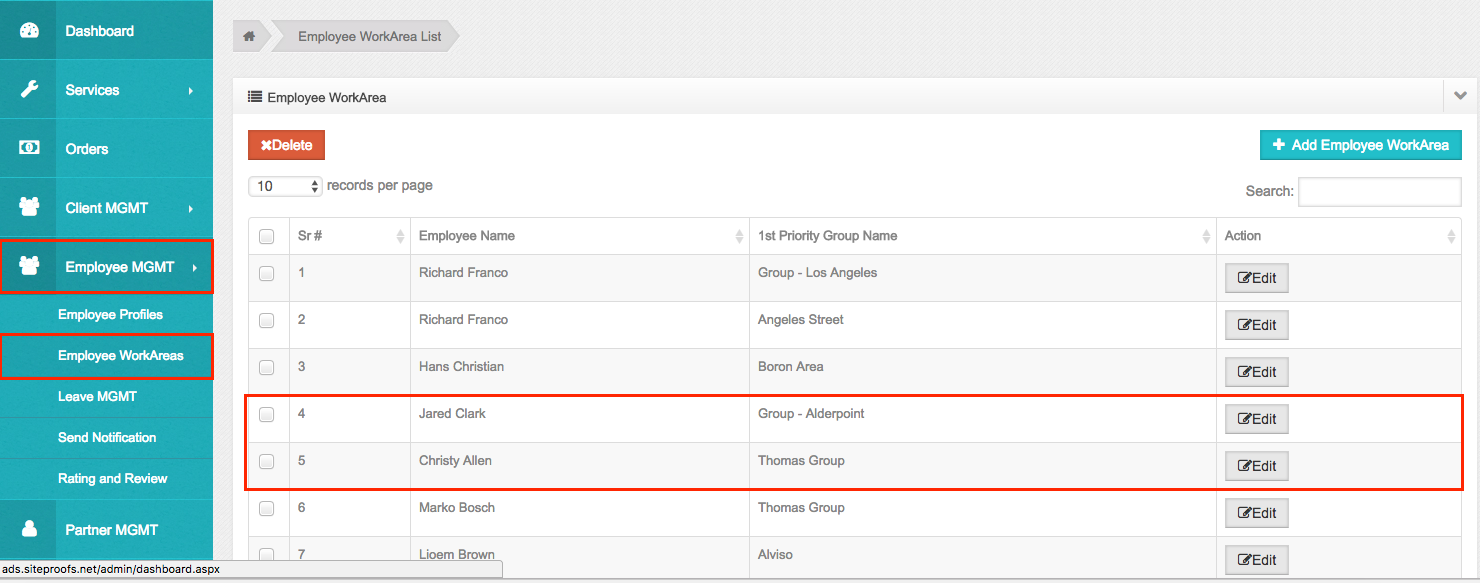 Dashboard
Services
Orders
Client MGMT
Employee MGMT
Employee Profiles
Employee WorkAreas
Leave MGMT
Send Notification
Rating and Review
Partner MGMT
ads.siteproofs.net/admin/dashboard.aspx
Employee WorkArea List
Employee WorkArea
Delete
Add Employee WorkArea
10 records per page
Search:
Sr # Employee Name 1st Priority Group Name Action
1 Richard Franco Group - Los Angeles Edit
2 Richard Franco Angeles Street Edit
3 Hans Christian Boron Area Edit
4 Jared Clark Group - Alderpoint Edit
5 Christy Allen Thomas Group Edit
6 Marko Bosch Thomas Group Edit
7 Lioem Brown Alviso Edit